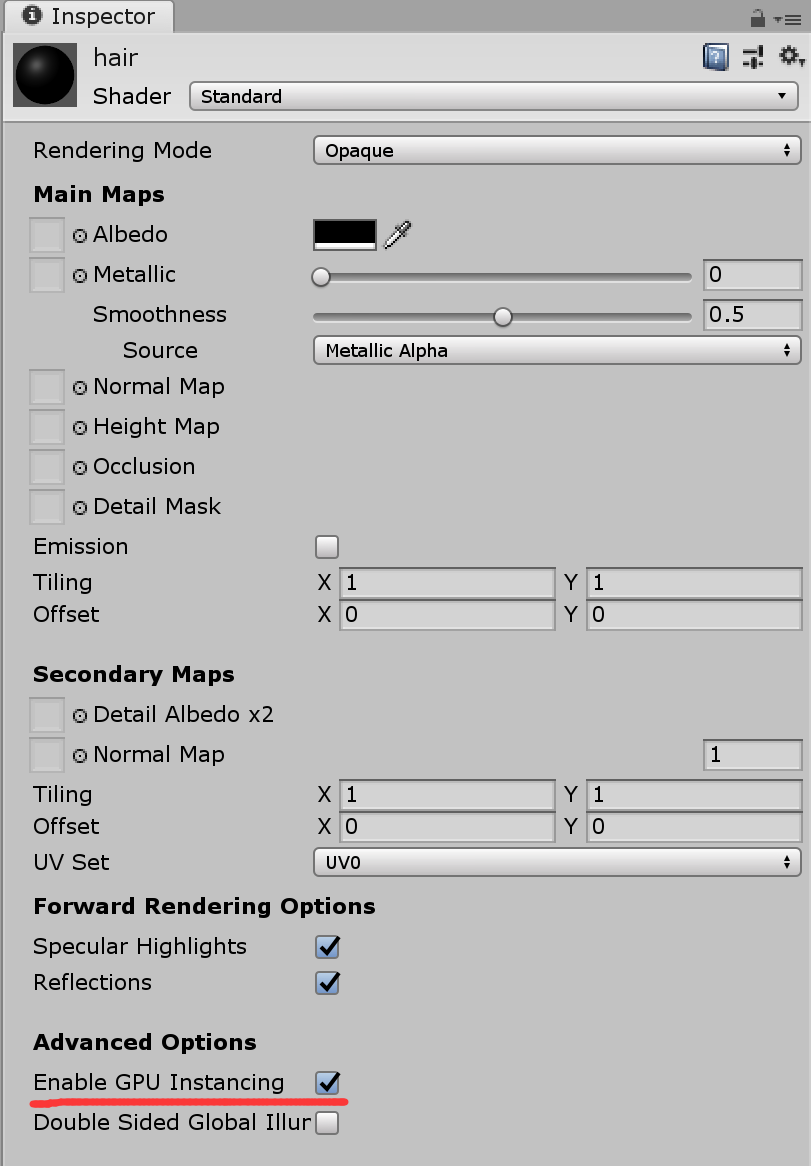 Inspector
hair
Shader Standard
Rendering Mode Opaque
Main Maps
Albedo
Metallic 0
Smoothness 0.5
Source Metallic Alpha
Normal Map
Height Map
Occlusion
Detail Mask
Emission
Tiling X 1 Y 1
Offset X 0 Y 0
Secondary Maps
Detail Albedo x2
Normal Map 1
Tiling X 1 Y 1
Offset X 0 Y 0
UV Set UV0
Forward Rendering Options
Specular Highlights
Reflections
Advanced Options
Enable GPU Instancing
Double Sided Global Illur